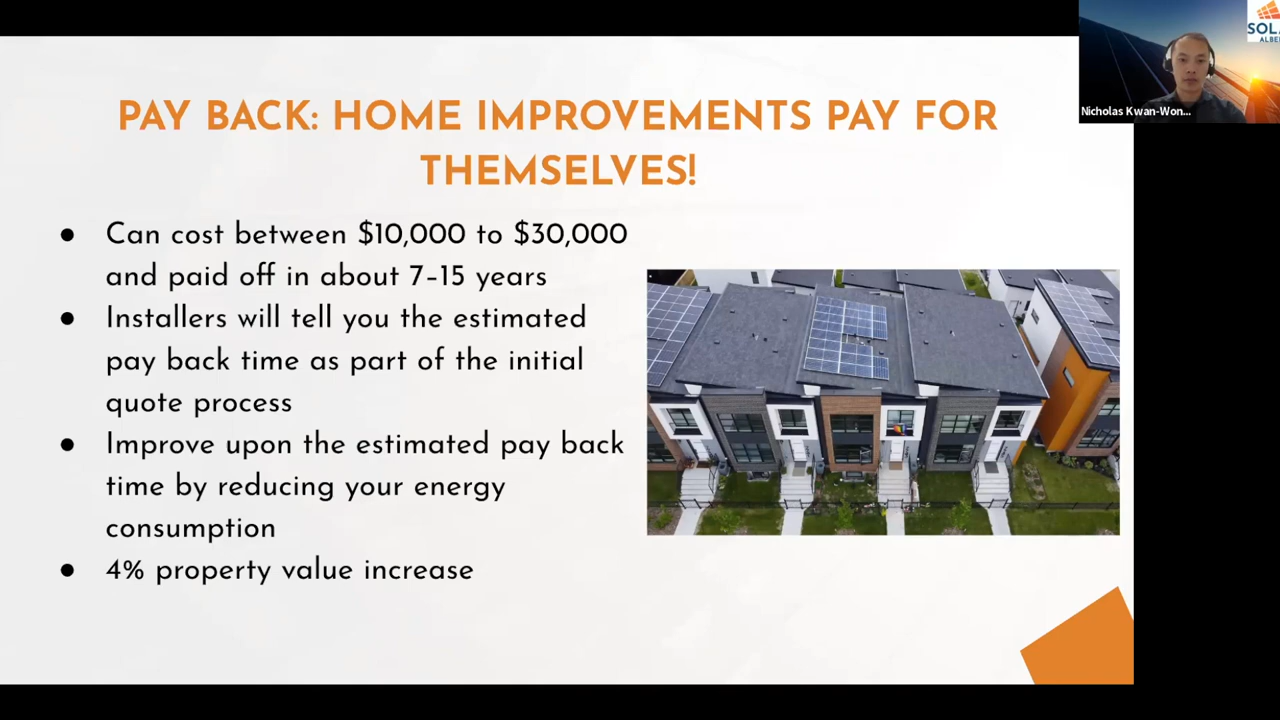 PAY BACK: HOME IMPROVEMENTS PAY FOR
THEMSELVES!
● Can cost between $10,000 to $30,000
and paid off in about 7–15 years
● Installers will tell you the estimated
pay back time as part of the initial
quote process
● Improve upon the estimated pay back
time by reducing your energy
consumption
● 4% property value increase
SOLA
ALBE
Nicholas Kwan-Won...